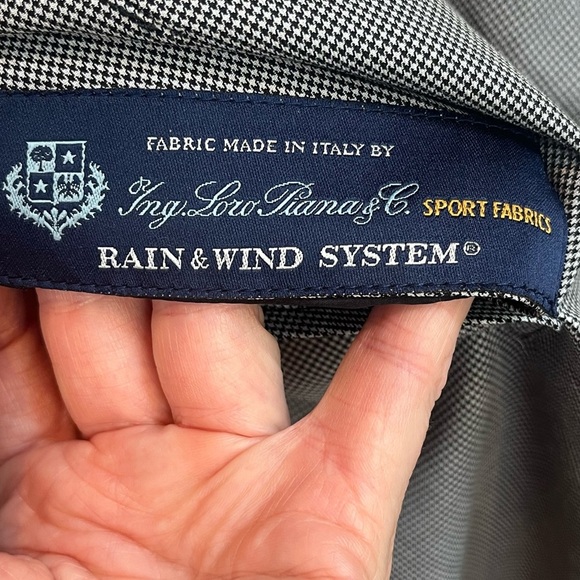 FABRIC MADE IN ITALY BY
Ing. Loro Piana & C. SPORT FABRICS
RAIN & WIND SYSTEM®